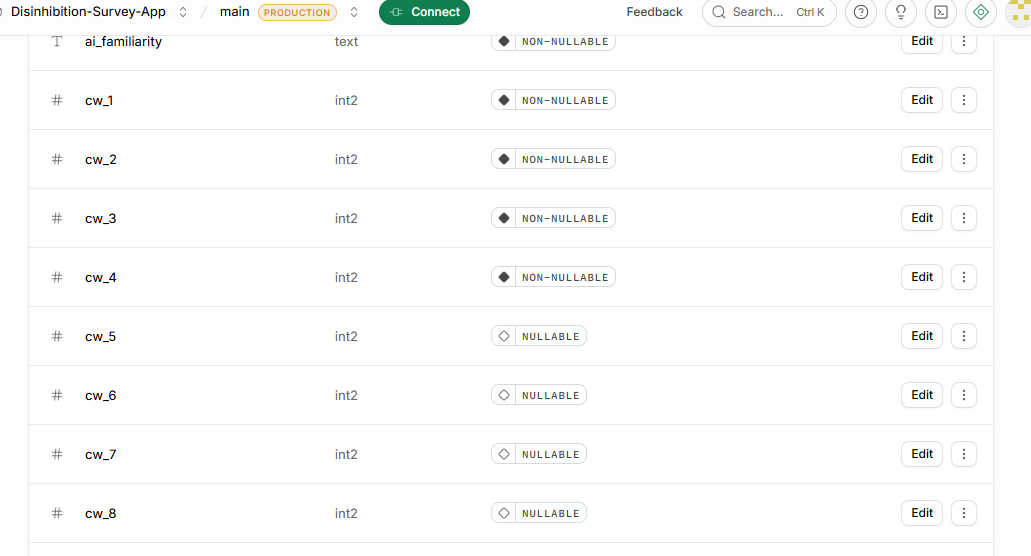 Disinhibition-Survey-App / main PRODUCTION Connect Feedback Search... Ctrl K
ai_familiarity text NON-NULLABLE Edit
cw_1 int2 NON-NULLABLE Edit
cw_2 int2 NON-NULLABLE Edit
cw_3 int2 NON-NULLABLE Edit
cw_4 int2 NON-NULLABLE Edit
cw_5 int2 NULLABLE Edit
cw_6 int2 NULLABLE Edit
cw_7 int2 NULLABLE Edit
cw_8 int2 NULLABLE Edit